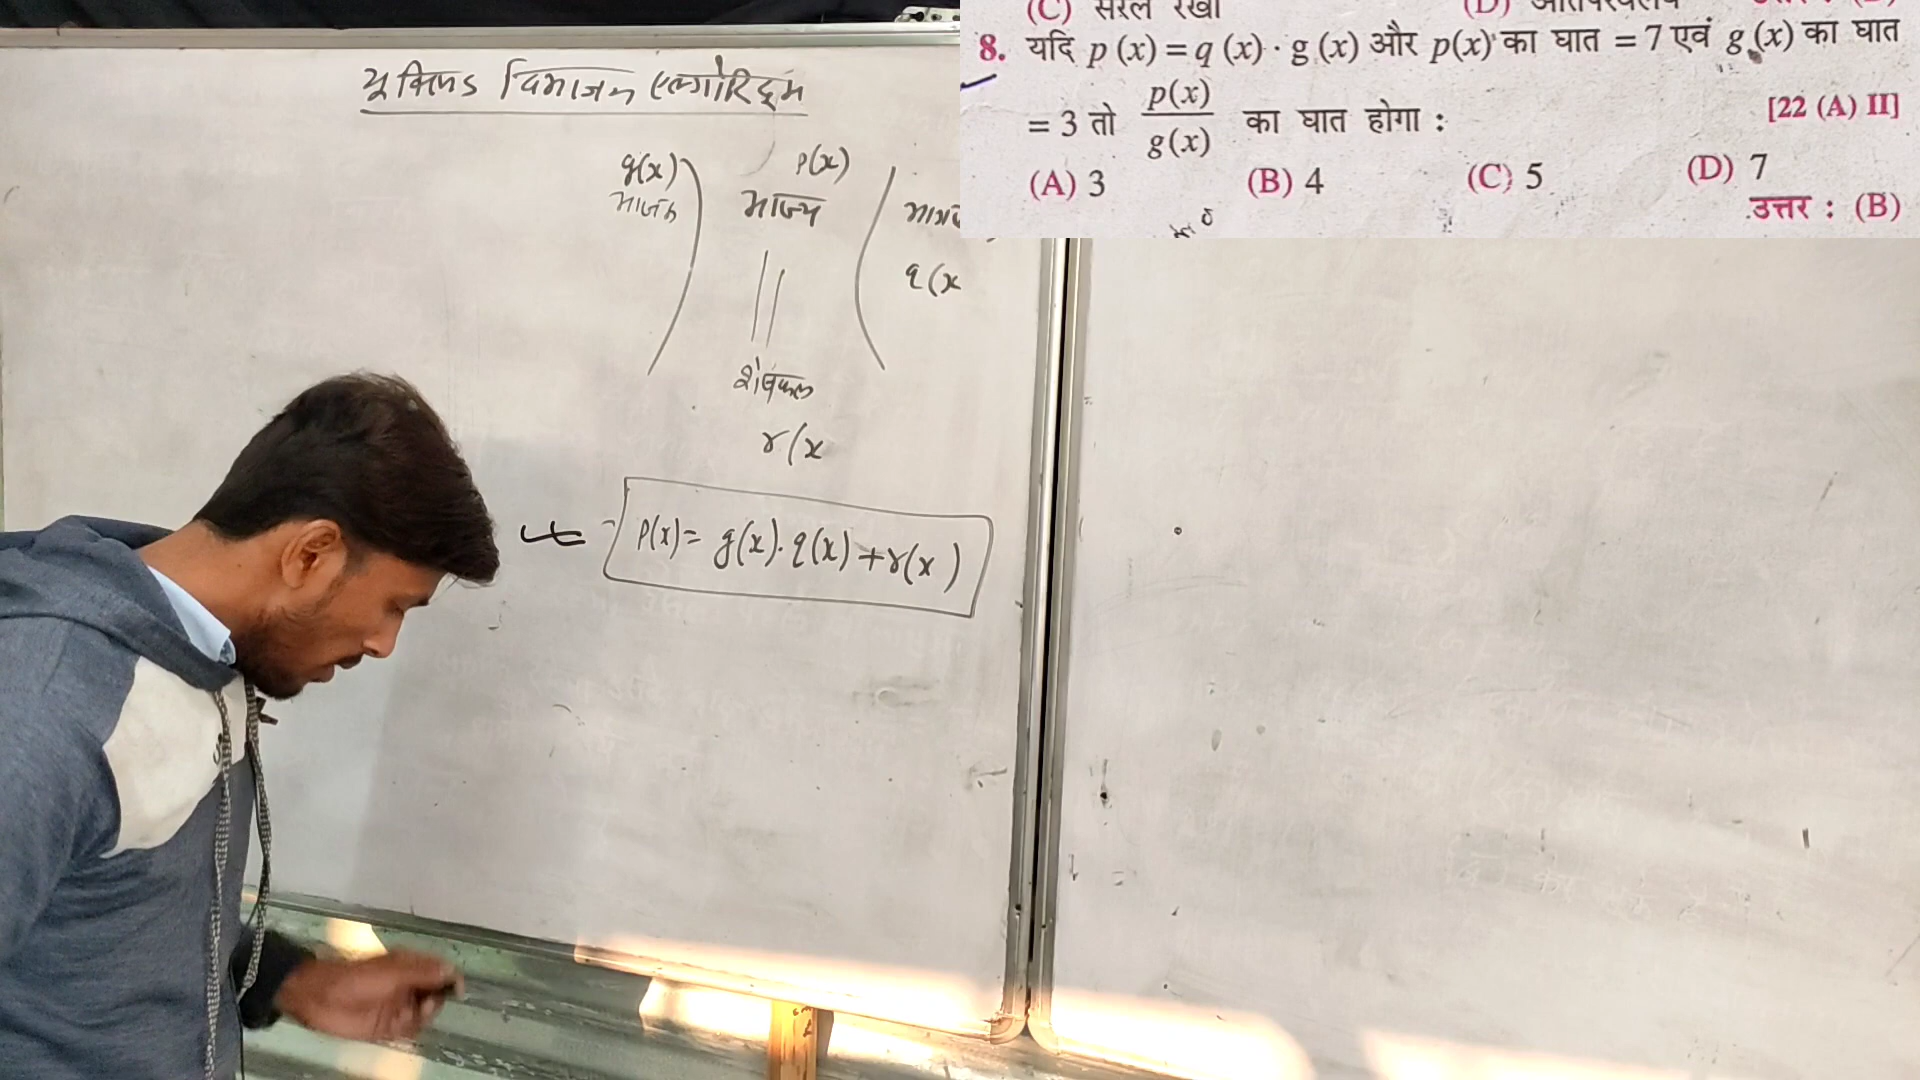 यूक्लिड विभाजन एल्गोरिद्म
g(x)
भाजक
p(x)
भाज्य
q(x
शेषफल
r(x
p(x)= g(x).q(x)+r(x)
(C) सरल रेखा (D)
8. यदि p (x) = q (x) · g (x) और p(x) का घात = 7 एवं g (x) का घात
= 3 तो p(x)/g(x) का घात होगा : [22 (A) II]
(A) 3 (B) 4 (C) 5 (D) 7
उत्तर : (B)